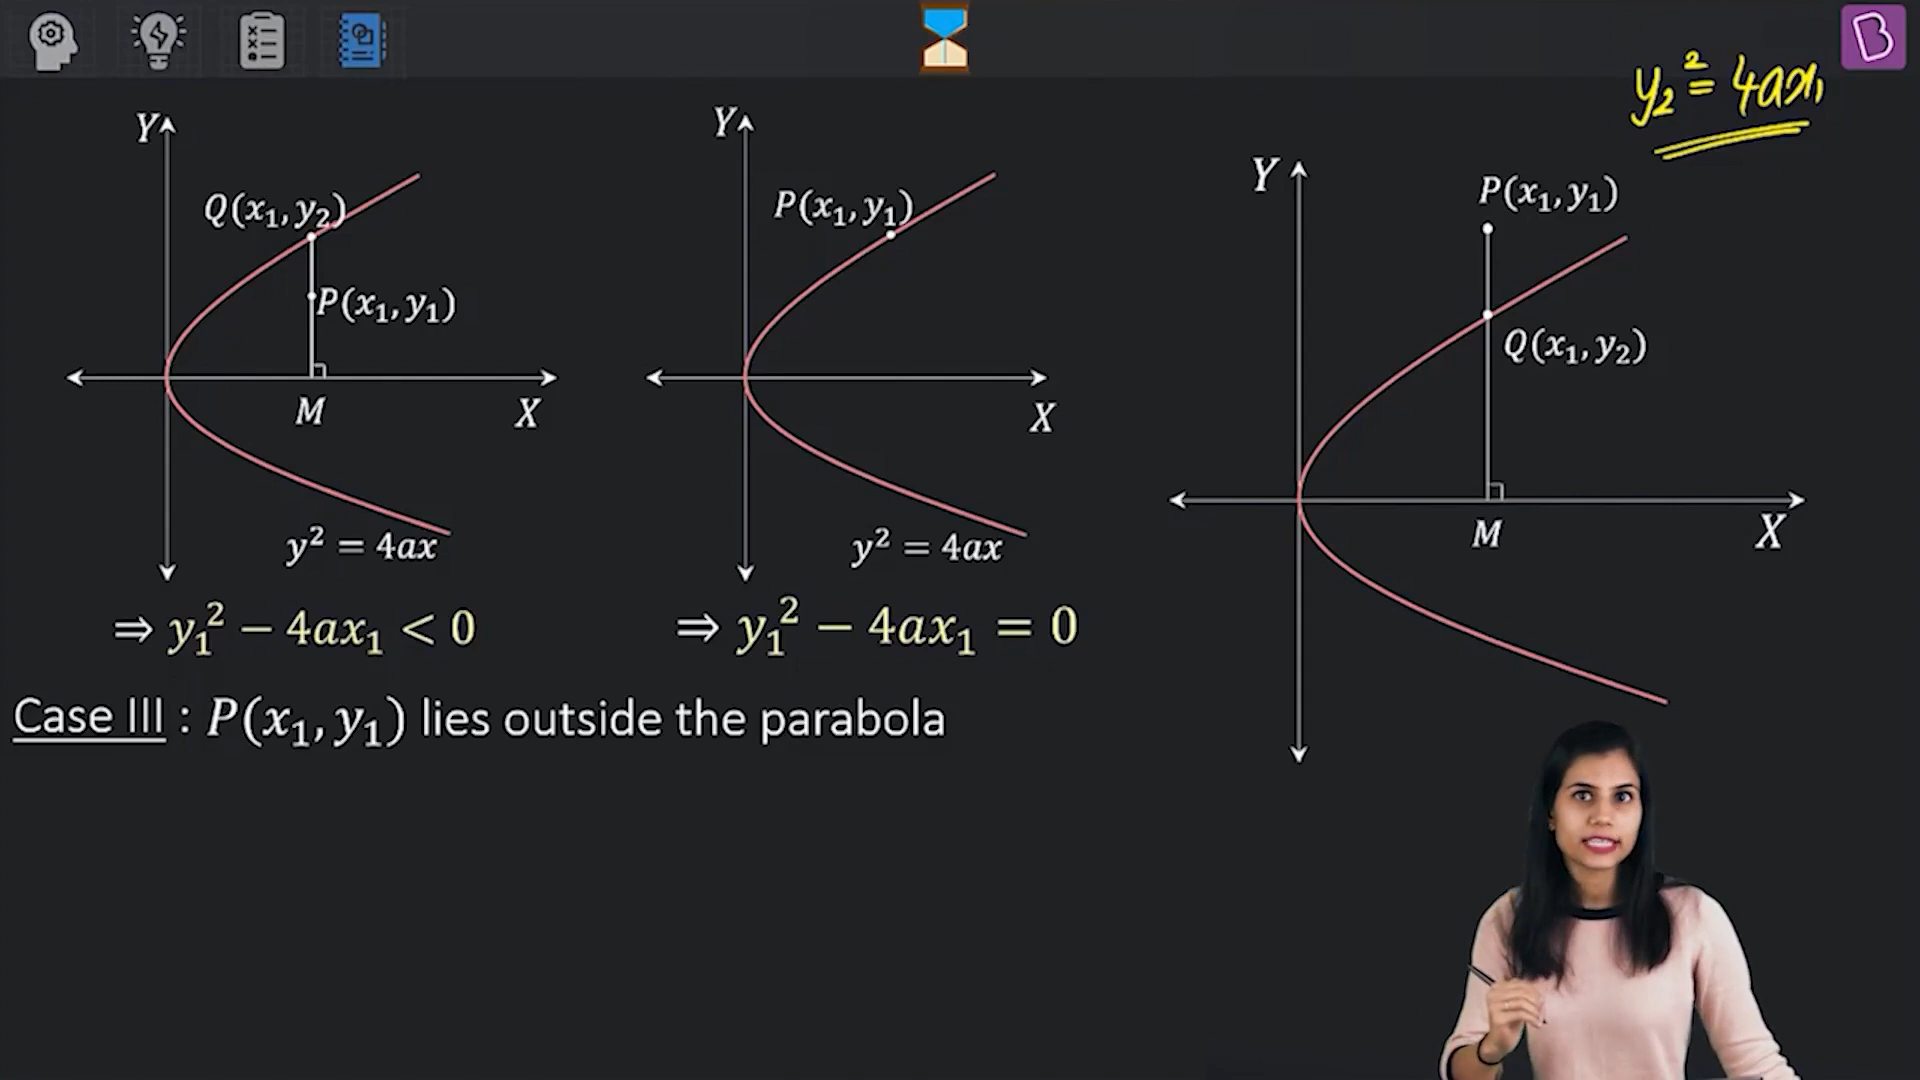 y₂² = 4ax₁
Y
Q(x₁, y₂)
P(x₁, y₁)
M
X
y² = 4ax
⇒ y₁² − 4ax₁ < 0
Y
P(x₁, y₁)
X
y² = 4ax
⇒ y₁² − 4ax₁ = 0
Y
P(x₁, y₁)
Q(x₁, y₂)
M
X
Case III : P(x₁, y₁) lies outside the parabola